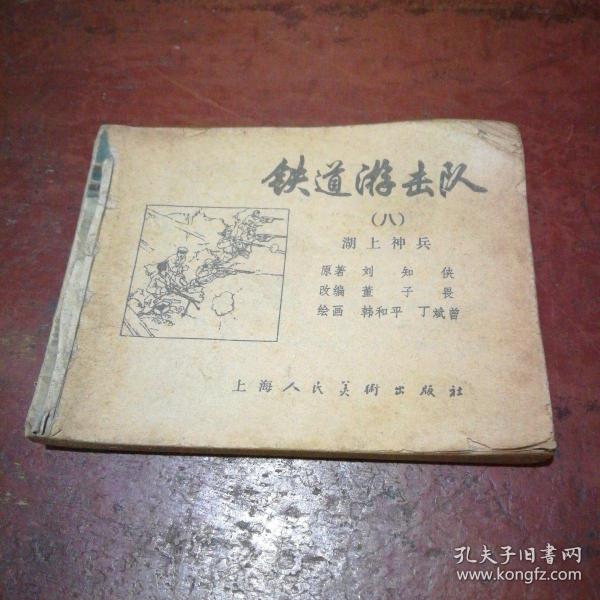 铁道游击队
（八）
湖上神兵
原著 刘知侠
改编 董子畏
绘画 韩和平 丁斌曾
上海人民美術出版社
孔夫子旧书网
www.kongfz.com